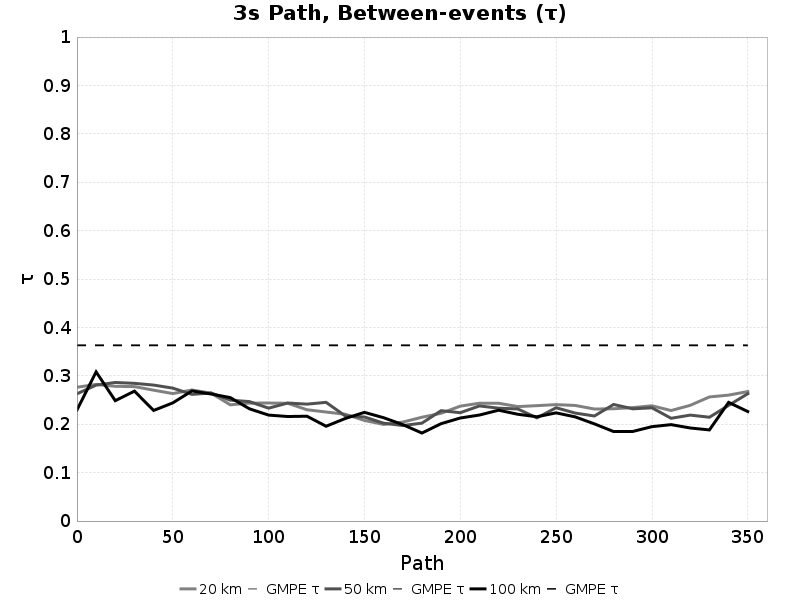 3s Path, Between-events (τ)
1
0.9
0.8
0.7
0.6
0.5
τ
0.4
0.3
0.2
0.1
0
0 50 100 150 200 250 300 350
Path
20 km GMPE τ 50 km GMPE τ 100 km GMPE τ